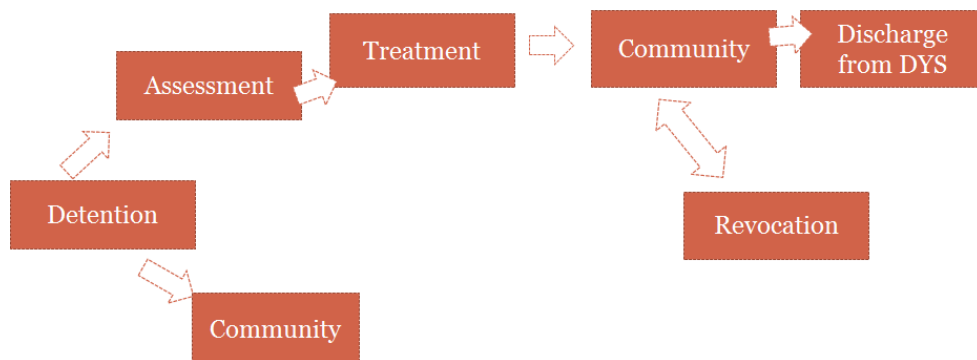 Treatment
Community
Discharge
from DYS
Assessment
Detention
Revocation
Community